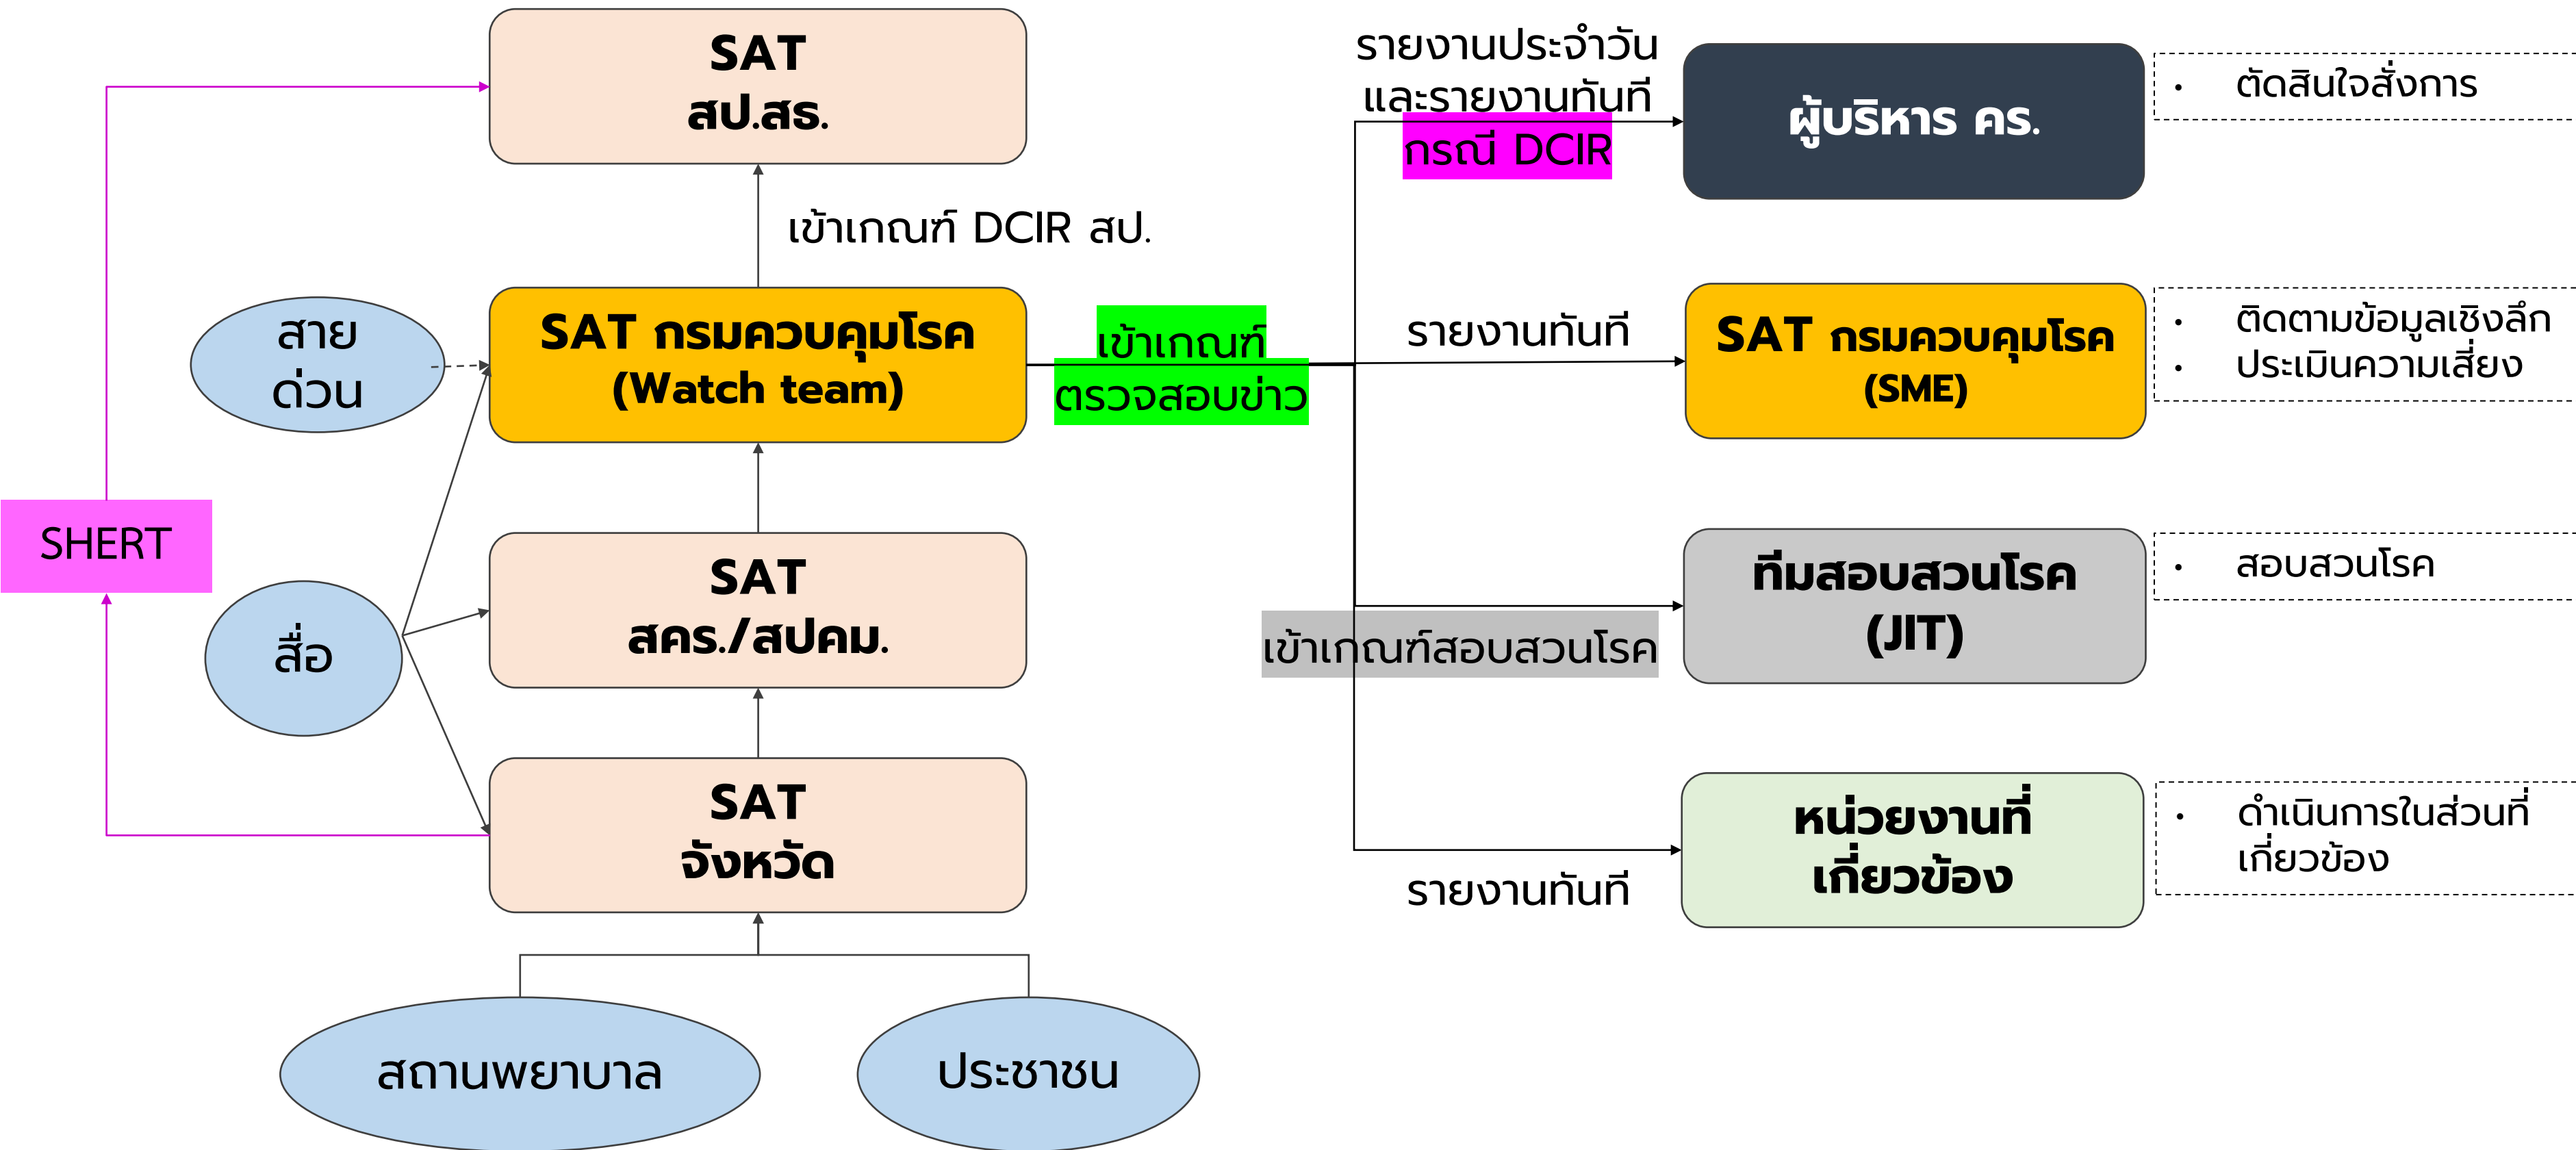 SAT
สป.สธ.
เข้าเกณฑ์ DCIR สป.
สาย
ด่วน
SAT กรมควบคุมโรค
(Watch team)
เข้าเกณฑ์
ตรวจสอบข่าว
SHERT
สื่อ
SAT
สคร./สปคม.
SAT
จังหวัด
สถานพยาบาล
ประชาชน
รายงานประจำวัน
และรายงานทันที
กรณี DCIR
ผู้บริหาร คร.
• ตัดสินใจสั่งการ
รายงานทันที
SAT กรมควบคุมโรค
(SME)
• ติดตามข้อมูลเชิงลึก
• ประเมินความเสี่ยง
เข้าเกณฑ์สอบสวนโรค
ทีมสอบสวนโรค
(JIT)
• สอบสวนโรค
รายงานทันที
หน่วยงานที่
เกี่ยวข้อง
• ดำเนินการในส่วนที่
เกี่ยวข้อง